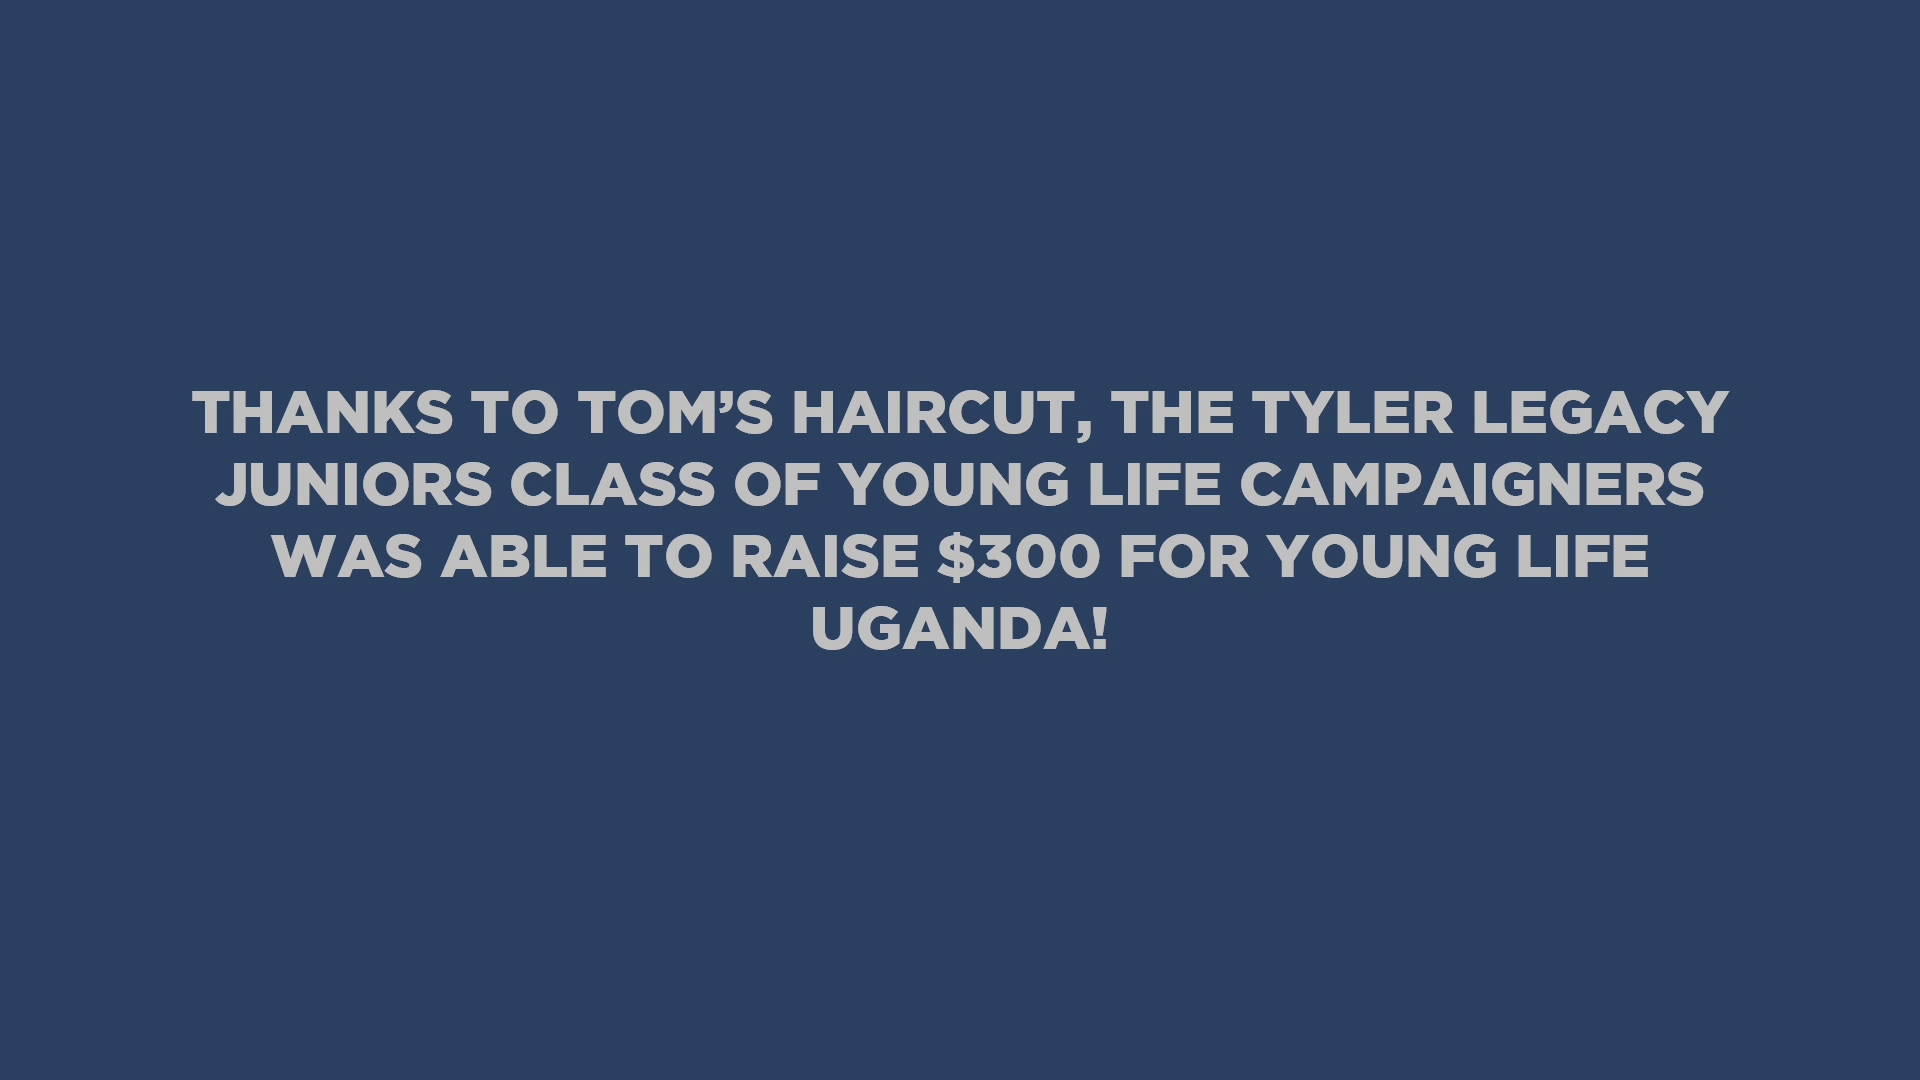 THANKS TO TOM’S HAIRCUT, THE TYLER LEGACY
JUNIORS CLASS OF YOUNG LIFE CAMPAIGNERS
WAS ABLE TO RAISE $300 FOR YOUNG LIFE
UGANDA!